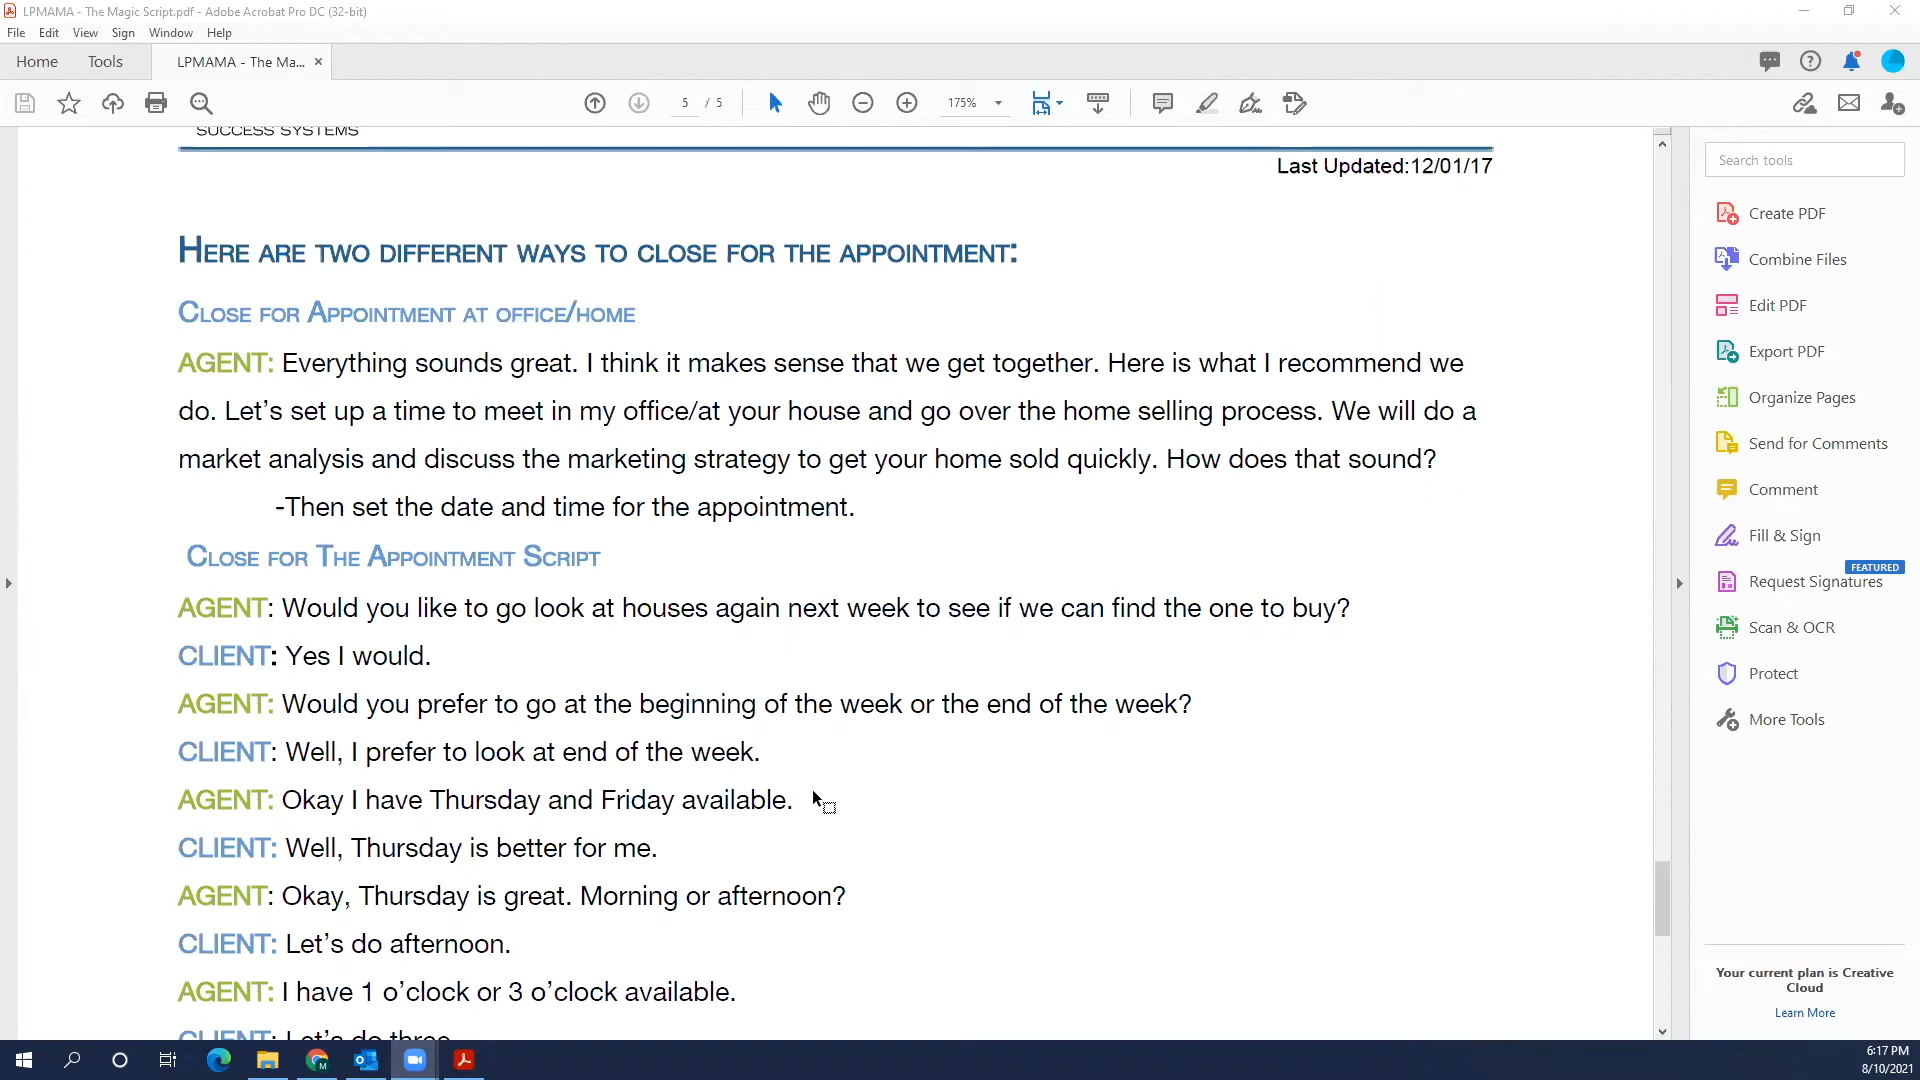 LPMAMA - The Magic Script.pdf - Adobe Acrobat Pro DC (32-bit)
File Edit View Sign Window Help
Home Tools LPMAMA - The Ma... ×
5 / 5 175%
SUCCESS SYSTEMS
Last Updated:12/01/17
HERE ARE TWO DIFFERENT WAYS TO CLOSE FOR THE APPOINTMENT:
CLOSE FOR APPOINTMENT AT OFFICE/HOME
AGENT: Everything sounds great. I think it makes sense that we get together. Here is what I recommend we
do. Let’s set up a time to meet in my office/at your house and go over the home selling process. We will do a
market analysis and discuss the marketing strategy to get your home sold quickly. How does that sound?
-Then set the date and time for the appointment.
CLOSE FOR THE APPOINTMENT SCRIPT
AGENT: Would you like to go look at houses again next week to see if we can find the one to buy?
CLIENT: Yes I would.
AGENT: Would you prefer to go at the beginning of the week or the end of the week?
CLIENT: Well, I prefer to look at end of the week.
AGENT: Okay I have Thursday and Friday available.
CLIENT: Well, Thursday is better for me.
AGENT: Okay, Thursday is great. Morning or afternoon?
CLIENT: Let’s do afternoon.
AGENT: I have 1 o’clock or 3 o’clock available.
CLIENT: Let’s do three
Search tools
Create PDF
Combine Files
Edit PDF
Export PDF
Organize Pages
Send for Comments
Comment
Fill & Sign
FEATURED
Request Signatures
Scan & OCR
Protect
More Tools
Your current plan is Creative
Cloud
Learn More
6:17 PM
8/10/2021